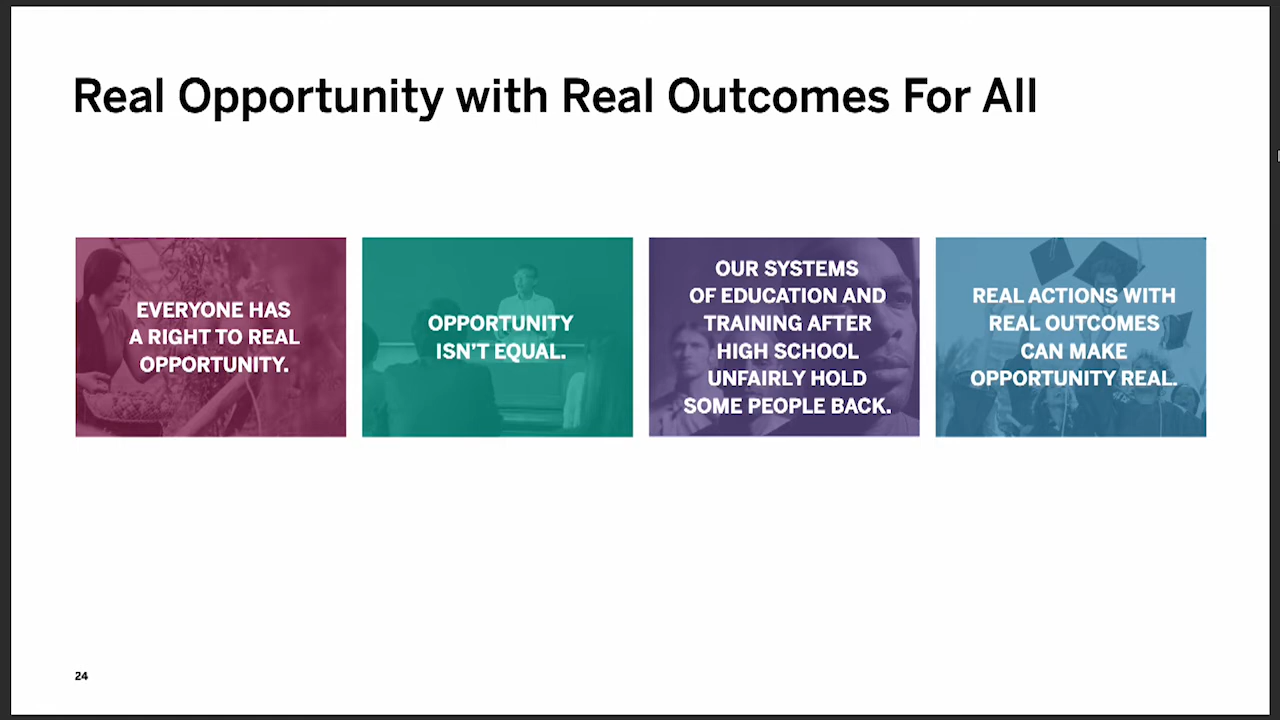 Real Opportunity with Real Outcomes For All
EVERYONE HAS
A RIGHT TO REAL
OPPORTUNITY.
OPPORTUNITY
ISN'T EQUAL.
OUR SYSTEMS
OF EDUCATION AND
TRAINING AFTER
HIGH SCHOOL
UNFAIRLY HOLD
SOME PEOPLE BACK.
REAL ACTIONS WITH
REAL OUTCOMES
CAN MAKE
OPPORTUNITY REAL.
24